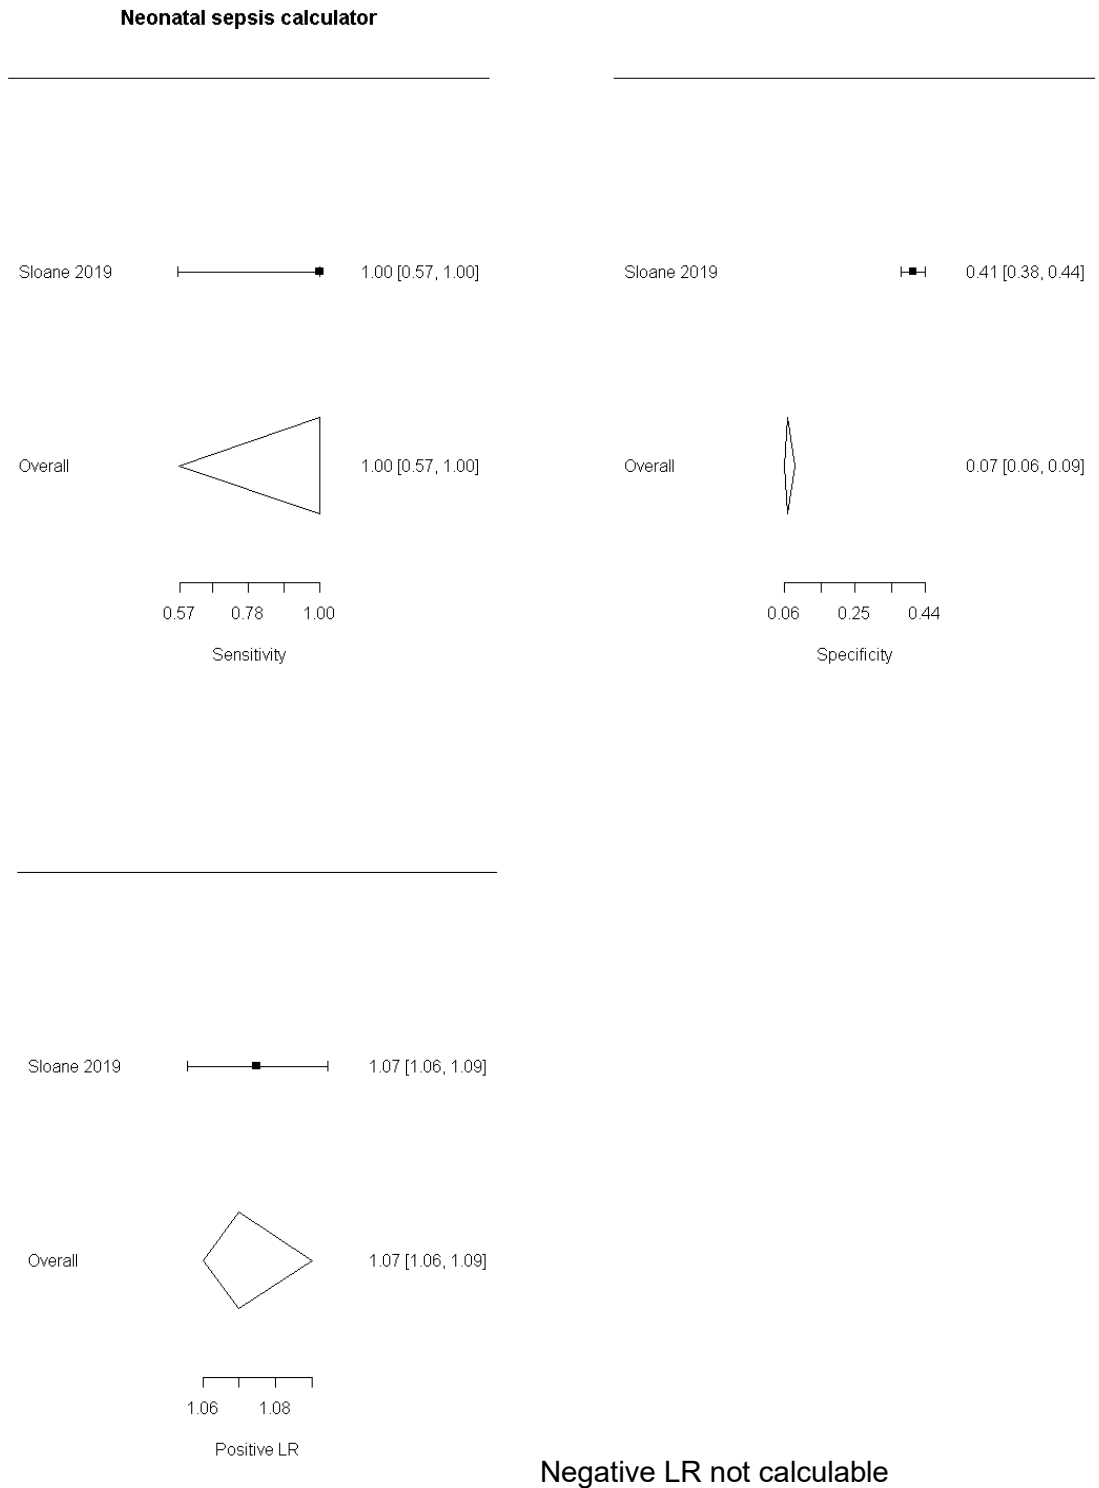 Neonatal sepsis calculator
Sloane 2019 1.00 [0.57, 1.00]
Overall 1.00 [0.57, 1.00]
0.57 0.78 1.00
Sensitivity
Sloane 2019 0.41 [0.38, 0.44]
Overall 0.07 [0.06, 0.09]
0.06 0.25 0.44
Specificity
Sloane 2019 1.07 [1.06, 1.09]
Overall 1.07 [1.06, 1.09]
1.06 1.08
Positive LR
Negative LR not calculable